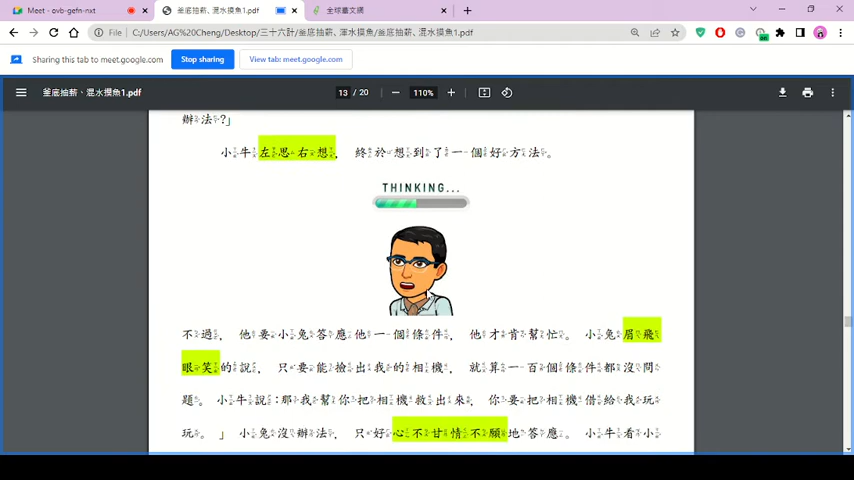 Meet - ovb-gefn-nxt
釜底抽薪、混水摸魚1.pdf
全球臺文網
File | C:/Users/AG%20Cheng/Desktop/三十六計/釜底抽薪、渾水摸魚/釜底抽薪、混水摸魚1.pdf
Sharing this tab to meet.google.com
Stop sharing
View tab: meet.google.com
釜底抽薪、混水摸魚1.pdf
13 / 20
110%
辦法?」
小牛左思右想, 終於想到了一個好方法。
THINKING...
不過, 他要小兔答應他一個條件, 他才肯幫忙。 小兔眉飛
眼笑的說, 只要能撿出我的相機, 就算一百個條件都沒問
題。 小牛說:那我幫你把相機救出來, 你要把相機借給我玩
玩。 」 小兔沒辦法, 只好心不甘情不願地答應。 小牛看小